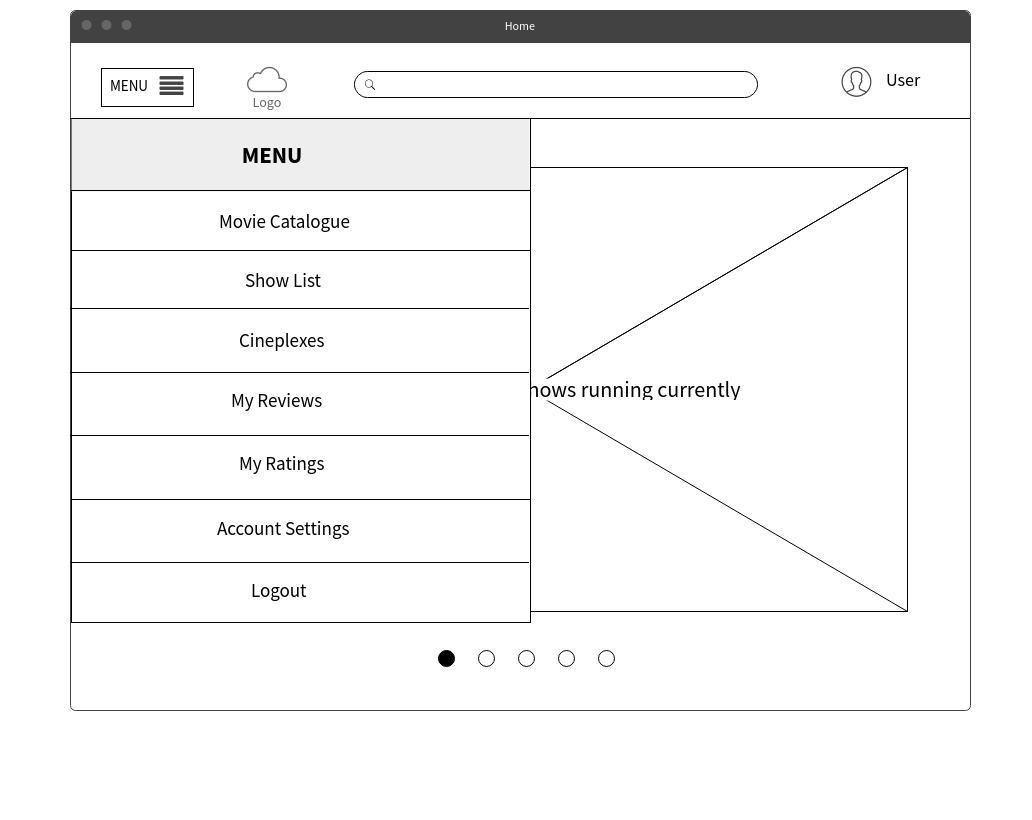 Home
MENU
Logo
User
MENU
Movie Catalogue
Show List
Cineplexes
My Reviews
My Ratings
Account Settings
Logout
running currently